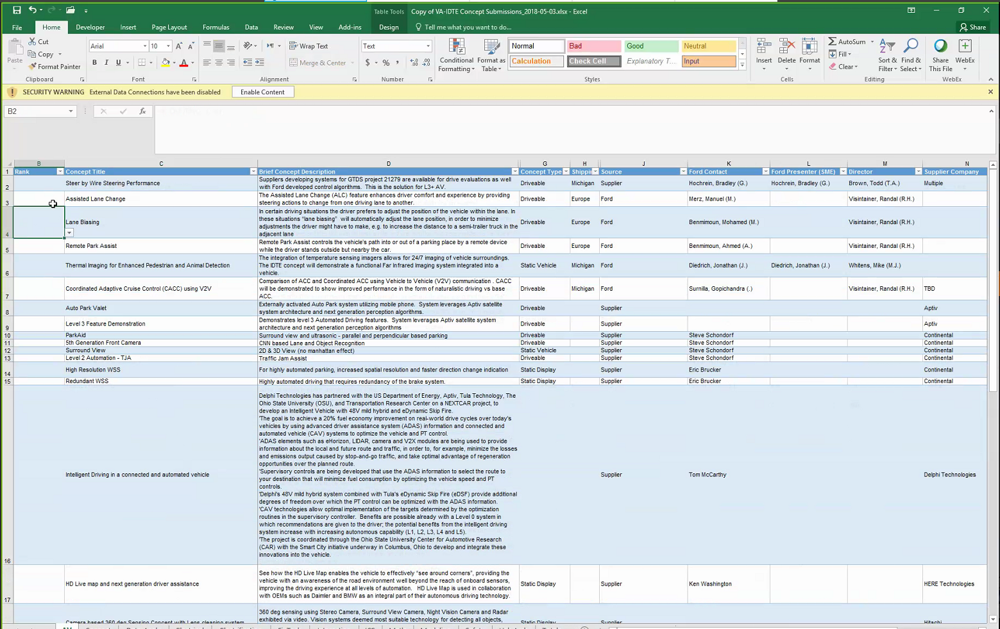 Table Tools
Copy of VA-IDTE Concept Submissions_2018-05-03.xlsx - Excel
File
Home
Developer
Insert
Page Layout
Formulas
Data
Review
View
Add-ins
Design
Tell me what you want to do...
Share
Paste
Cut
Copy
Format Painter
Clipboard
Arial
10
B I U
A
Font
Wrap Text
Merge & Center
Alignment
Text
$ % ,
Number
Conditional
Formatting
Format as
Table
Normal
Bad
Good
Neutral
Calculation
Check Cell
Explanatory T...
Input
Styles
Insert
Delete
Format
Cells
AutoSum
Fill
Clear
Sort &
Filter
Find &
Select
Editing
Share
This File
WebEx
WebEx
SECURITY WARNING External Data Connections have been disabled
Enable Content
B2
fx
B C D G H J K L M N
1 Rank Concept Title Brief Concept Description Concept Type Shippin Source Ford Contact Ford Presenter (SME) Director Supplier Company
Suppliers developing systems for GTDS project 21279 are available for drive evaluations as well
with Ford developed control algorithms. This is the solution for L3+ AV.
2 Steer by Wire Steering Performance Driveable Michigan Supplier Hochrein, Bradley (G.) Hochrein, Bradley (G.) Brown, Todd (T.A.) Multiple
The Assisted Lane Change (ALC) feature enhances driver comfort and experience by providing
steering actions to change from one driving lane to another.
3 Assisted Lane Change Driveable Europe Ford Merz, Manuel (M.) Visintainer, Randal (R.H.)
In certain driving situations the driver prefers to adjust the position of the vehicle within the lane. In
these situations “lane biasing” will automatically adjust the lane position, in order to minimize
adjustments the driver might have to make, e.g. to increase the distance to a semi-trailer truck in the
adjacent lane
4 Lane Biasing Driveable Europe Ford Benmimoun, Mohamed (M.) Visintainer, Randal (R.H.)
Remote Park Assist controls the vehicle's path into or out of a parking place by a remote device
while the driver stands outside but nearby the car.
5 Remote Park Assist Driveable Europe Ford Benmimoun, Ahmed (A.) Visintainer, Randal (R.H.)
The integration of temperature sensing imagers allows for 24/7 imaging of vehicle surroundings.
The IDTE concept will demonstrate a functional Far Infrared Imaging system integrated into a
vehicle.
6 Thermal Imaging for Enhanced Pedestrian and Animal Detection Static Vehicle Michigan Ford Diedrich, Jonathan (J.) Diedrich, Jonathan (J.) Whitens, Mike (M.J.)
Comparison of ACC and Coordinated ACC using Vehicle to Vehicle (V2V) communication . CACC
will be demonstrated to show improved performance in the form of naturalistic driving vs base
ACC.
7 Coordinated Adaptive Cruise Control (CACC) using V2V Driveable Michigan Ford Surnilla, Gopichandra (.) Visintainer, Randal (R.H.) TBD
Externally activated Auto Park system utilizing mobile phone. System leverages Aptiv satellite
system architecture and next generation perception algorithms.
8 Auto Park Valet Driveable Supplier Aptiv
Demonstrates level 3 Automated Driving features. System leverages Aptiv satellite system
architecture and next generation perception algorithms
9 Level 3 Feature Demonstration Driveable Supplier Aptiv
10 ParkAid Surround view and ultrasonic - parallel and perpendicular based parking Driveable Supplier Steve Schondorf Continental
11 5th Generation Front Camera CNN based Lane and Object Recognition Driveable Supplier Steve Schondorf Continental
12 Surround View 2D & 3D View (no manhattan effect) Static Vehicle Supplier Steve Schondorf Continental
13 Level 2 Automation - TJA Traffic Jam Assist Driveable Supplier Steve Schondorf Continental
14 High Resolution WSS For highly automated parking, increased spatial resolution and faster direction change indication Static Display Supplier Eric Brucker Continental
15 Redundant WSS Highly automated driving that requires redundancy of the brake system. Static Display Supplier Eric Brucker Continental
Delphi Technologies has partnered with the US Department of Energy, Aptiv, Tula Technology, The
Ohio State University (OSU), and Transportation Research Center on a NEXTCAR project, to
develop an Intelligent Vehicle with 48V mild hybrid and eDynamic Skip Fire.
'The goal is to achieve a 20% fuel economy improvement on real-world drive cycles over today's
vehicles by using advanced driver assistance system (ADAS) information and connected and
automated vehicle (CAV) systems to optimize the vehicle and PT control.
'ADAS elements such as eHorizon, LIDAR, camera and V2X modules are being used to provide
information about the local and future route and traffic, in order to, for example, minimize the losses
and emissions output caused by stop-and-go traffic, and take optimal advantage of regeneration
opportunities over the planned route.
'Supervisory controls are being developed that use the ADAS information to select the route to
your destination that will minimize fuel consumption by optimizing the vehicle speed and PT
controls.
'Delphi's 48V mild hybrid system combined with Tula's eDynamic Skip Fire (eDSF) provide additional
degrees of freedom over which the PT control can be optimized with the ADAS information.
'CAV technologies allow optimal implementation of the targets determined by the optimization
routines in the supervisory controller. Benefits are possible already with a Level 0 system in
which recommendations are given to the driver; the potential benefits from the intelligent driving
system increase with increasing autonomous capability (L1, L2, L3, L4 and L5).
'The project is coordinated through the Ohio State University Center for Automotive Research
(CAR) with the Smart City initiative underway in Columbus, Ohio to develop and integrate these
innovations into the vehicle.
16 Intelligent Driving in a connected and automated vehicle Supplier Tom McCarthy Delphi Technologies
See how the HD Live Map enables the vehicle to effectively “see around corners”, providing the
vehicle with an awareness of the road environment well beyond the reach of onboard sensors,
improving the driving experience at all levels of automation. HD Live Map is used in collaboration
with OEMs such as Daimler and BMW as an integral part of their autonomous driving technology.
17 HD Live map and next generation driver assistance Static Display Supplier Ken Washington HERE Technologies
360 deg sensing using Stereo Camera, Surround View Camera, Night Vision Camera and Radar
exhibited via video. Vision systems deemed most suitable technology for detecting all objects,
Camera based 360 deg Sensing Concept with Lens cleaning system Static Display Supplier Hitachi